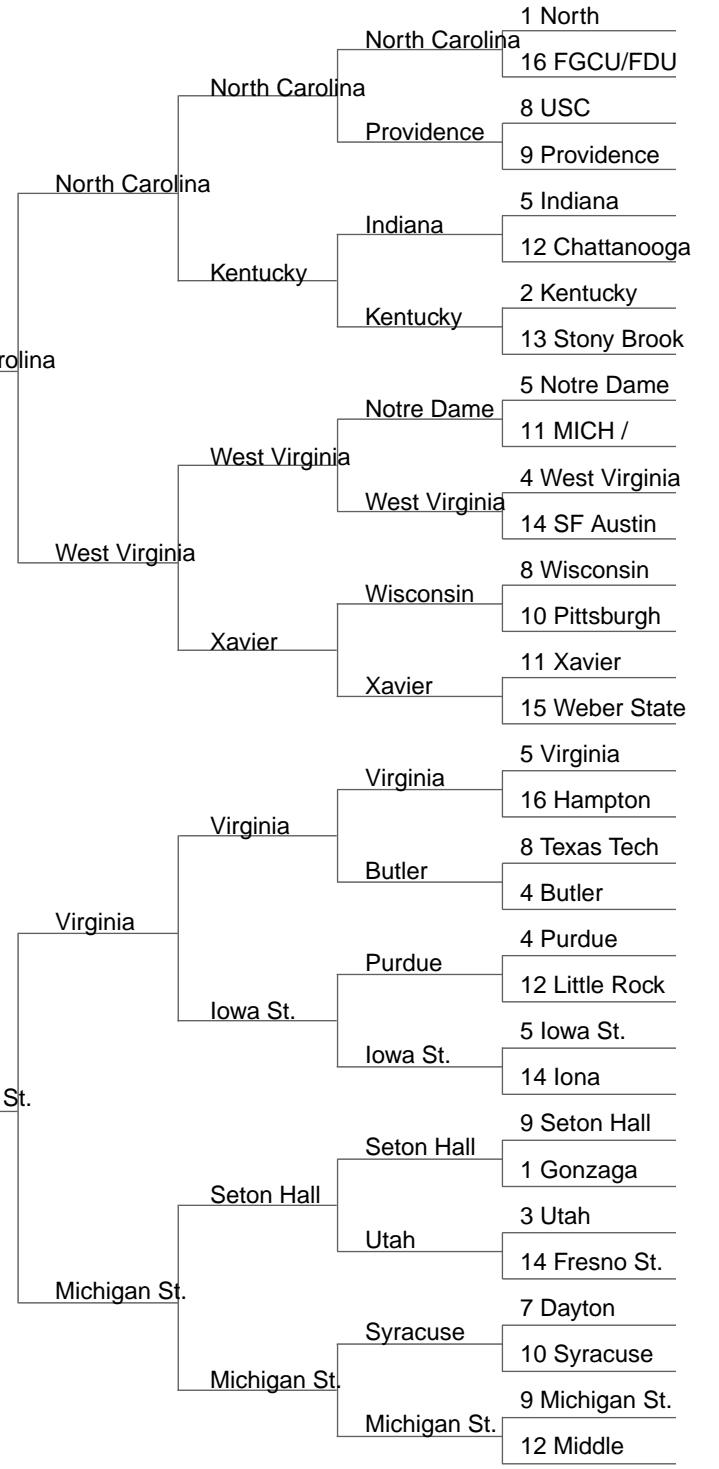 1 North
North Carolina
16 FGCU/FDU
North Carolina
8 USC
Providence
9 Providence
North Carolina
5 Indiana
Indiana
12 Chattanooga
Kentucky
2 Kentucky
Kentucky
13 Stony Brook
rolina
5 Notre Dame
Notre Dame
11 MICH /
West Virginia
4 West Virginia
West Virginia
14 SF Austin
West Virginia
8 Wisconsin
Wisconsin
10 Pittsburgh
Xavier
11 Xavier
Xavier
15 Weber State
5 Virginia
Virginia
16 Hampton
Virginia
8 Texas Tech
Butler
4 Butler
Virginia
4 Purdue
Purdue
12 Little Rock
Iowa St.
5 Iowa St.
Iowa St.
14 Iona
St.
9 Seton Hall
Seton Hall
1 Gonzaga
Seton Hall
3 Utah
Utah
14 Fresno St.
Michigan St.
7 Dayton
Syracuse
10 Syracuse
Michigan St.
9 Michigan St.
Michigan St.
12 Middle